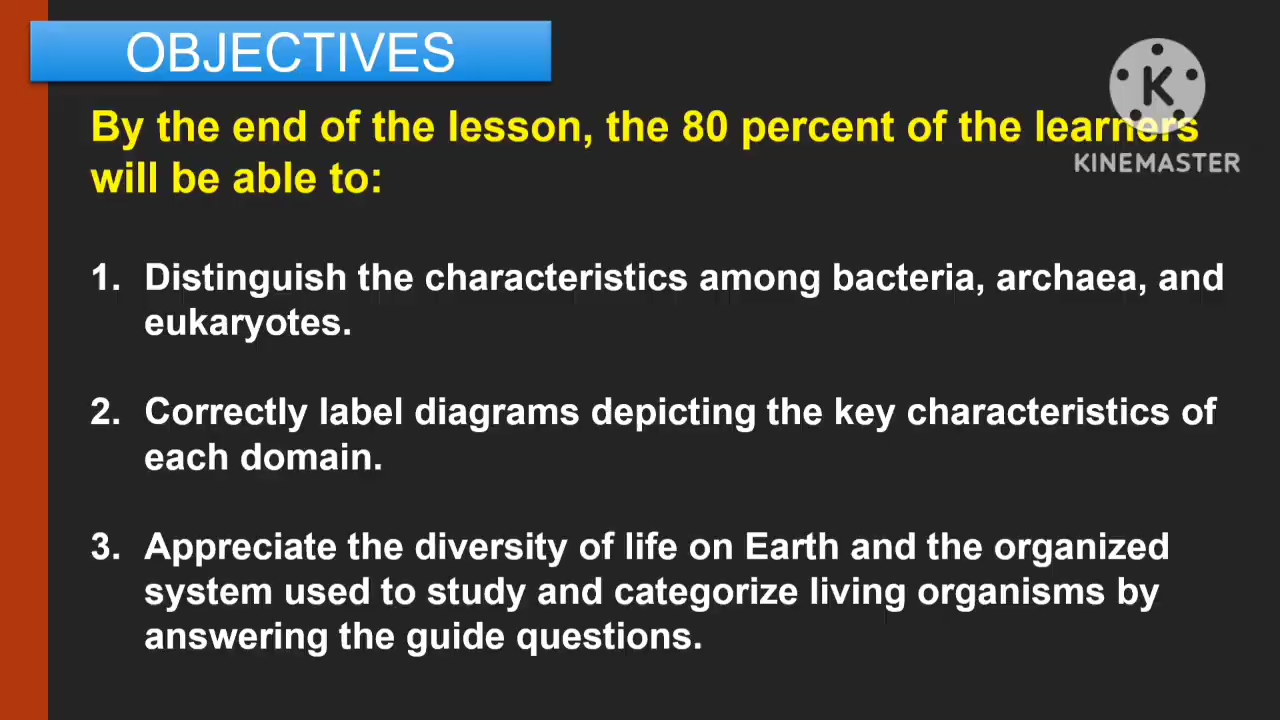 OBJECTIVES
K
KINEMASTER
By the end of the lesson, the 80 percent of the learners
will be able to:
1. Distinguish the characteristics among bacteria, archaea, and
eukaryotes.
2. Correctly label diagrams depicting the key characteristics of
each domain.
3. Appreciate the diversity of life on Earth and the organized
system used to study and categorize living organisms by
answering the guide questions.